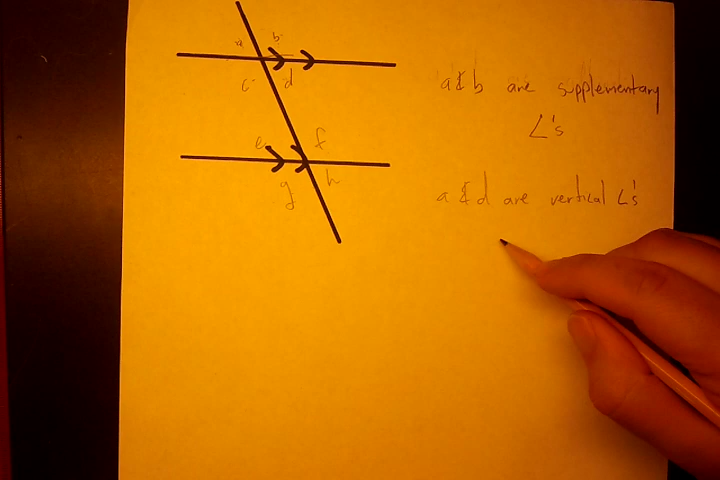 a b
c d
e f
g h
a & b are supplementary
∠'s
a & d are vertical ∠'s